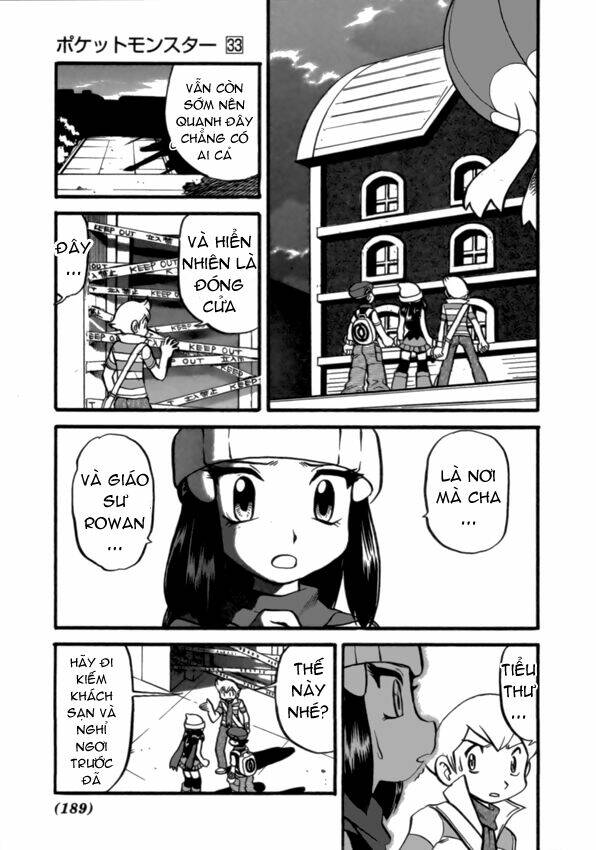 ポケットモンスター 33
VẪN CÒN
SỚM NÊN
QUANH ĐÂY
CHẲNG CÓ
AI CẢ
VÀ HIỂN
NHIÊN LÀ
ĐÓNG
CỬA
ĐÂY
...
KEEP OUT
KEEP OUT
KEEP OUT
KEEP OUT
KEEP OUT
LÀ NƠI
MÀ CHA
...
VÀ GIÁO
SƯ
ROWAN
...
TIỂU
THƯ
...
THẾ
NÀY
NHÉ?
HÃY ĐI
KIẾM
KHÁCH
SẠN VÀ
NGHỈ
NGƠI
TRƯỚC
ĐÃ
(189)